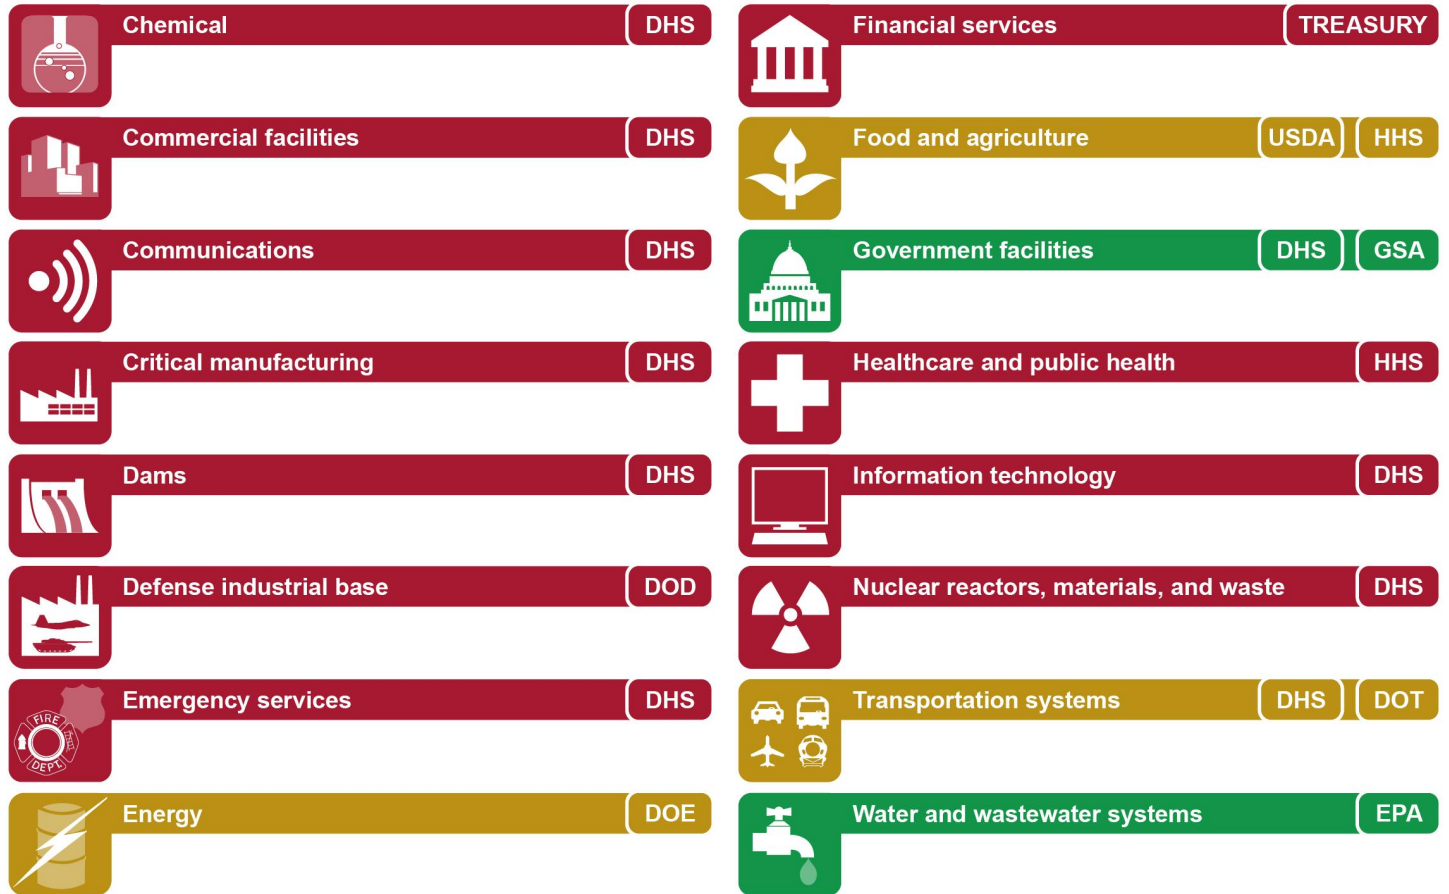 Chemical DHS
Commercial facilities DHS
Communications DHS
Critical manufacturing DHS
Dams DHS
Defense industrial base DOD
Emergency services DHS
FIRE
DEPT.
Energy DOE
Financial services TREASURY
Food and agriculture USDA HHS
Government facilities DHS GSA
Healthcare and public health HHS
Information technology DHS
Nuclear reactors, materials, and waste DHS
Transportation systems DHS DOT
Water and wastewater systems EPA